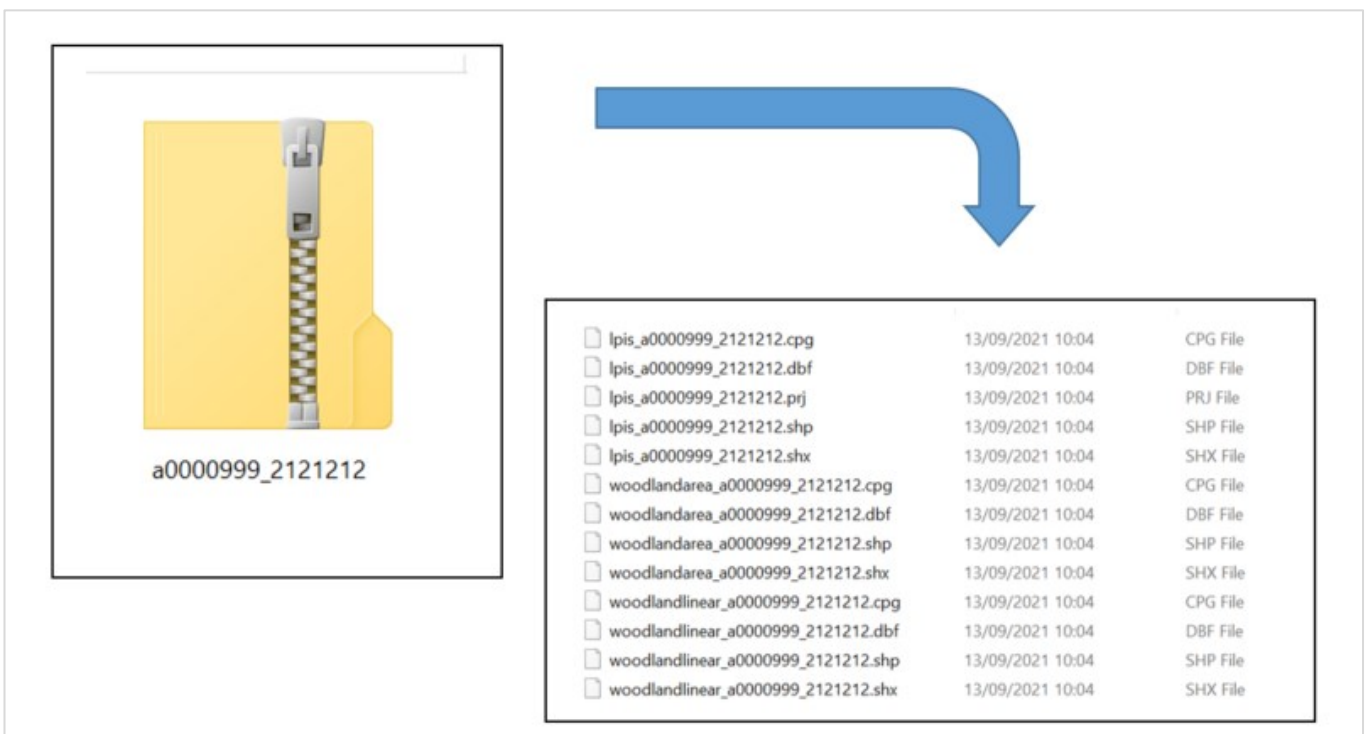 a0000999_2121212
lpis_a0000999_2121212.cpg 13/09/2021 10:04 CPG File
lpis_a0000999_2121212.dbf 13/09/2021 10:04 DBF File
lpis_a0000999_2121212.prj 13/09/2021 10:04 PRJ File
lpis_a0000999_2121212.shp 13/09/2021 10:04 SHP File
lpis_a0000999_2121212.shx 13/09/2021 10:04 SHX File
woodlandarea_a0000999_2121212.cpg 13/09/2021 10:04 CPG File
woodlandarea_a0000999_2121212.dbf 13/09/2021 10:04 DBF File
woodlandarea_a0000999_2121212.shp 13/09/2021 10:04 SHP File
woodlandarea_a0000999_2121212.shx 13/09/2021 10:04 SHX File
woodlandlinear_a0000999_2121212.cpg 13/09/2021 10:04 CPG File
woodlandlinear_a0000999_2121212.dbf 13/09/2021 10:04 DBF File
woodlandlinear_a0000999_2121212.shp 13/09/2021 10:04 SHP File
woodlandlinear_a0000999_2121212.shx 13/09/2021 10:04 SHX File